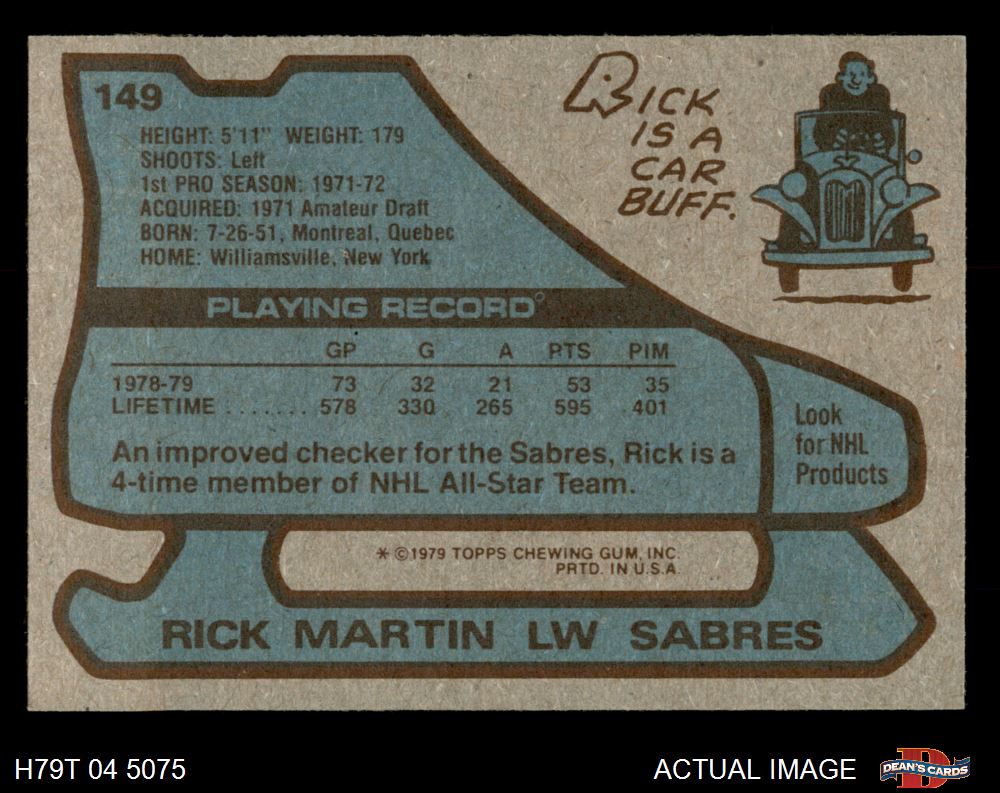 149
HEIGHT: 5'11" WEIGHT: 179
SHOOTS: Left
1st PRO SEASON: 1971-72
ACQUIRED: 1971 Amateur Draft
BORN: 7-26-51, Montreal, Quebec
HOME: Williamsville, New York
RICK
IS A
CAR
BUFF.
PLAYING RECORD
GP G A PTS PIM
1978-79 73 32 21 53 35
LIFETIME ....... 578 330 265 595 401
An improved checker for the Sabres, Rick is a
4-time member of NHL All-Star Team.
Look
for NHL
Products
* ©1979 TOPPS CHEWING GUM, INC.
PRTD. IN U.S.A.
RICK MARTIN LW SABRES
H79T 04 5075
ACTUAL IMAGE
D
DEAN'S CARDS